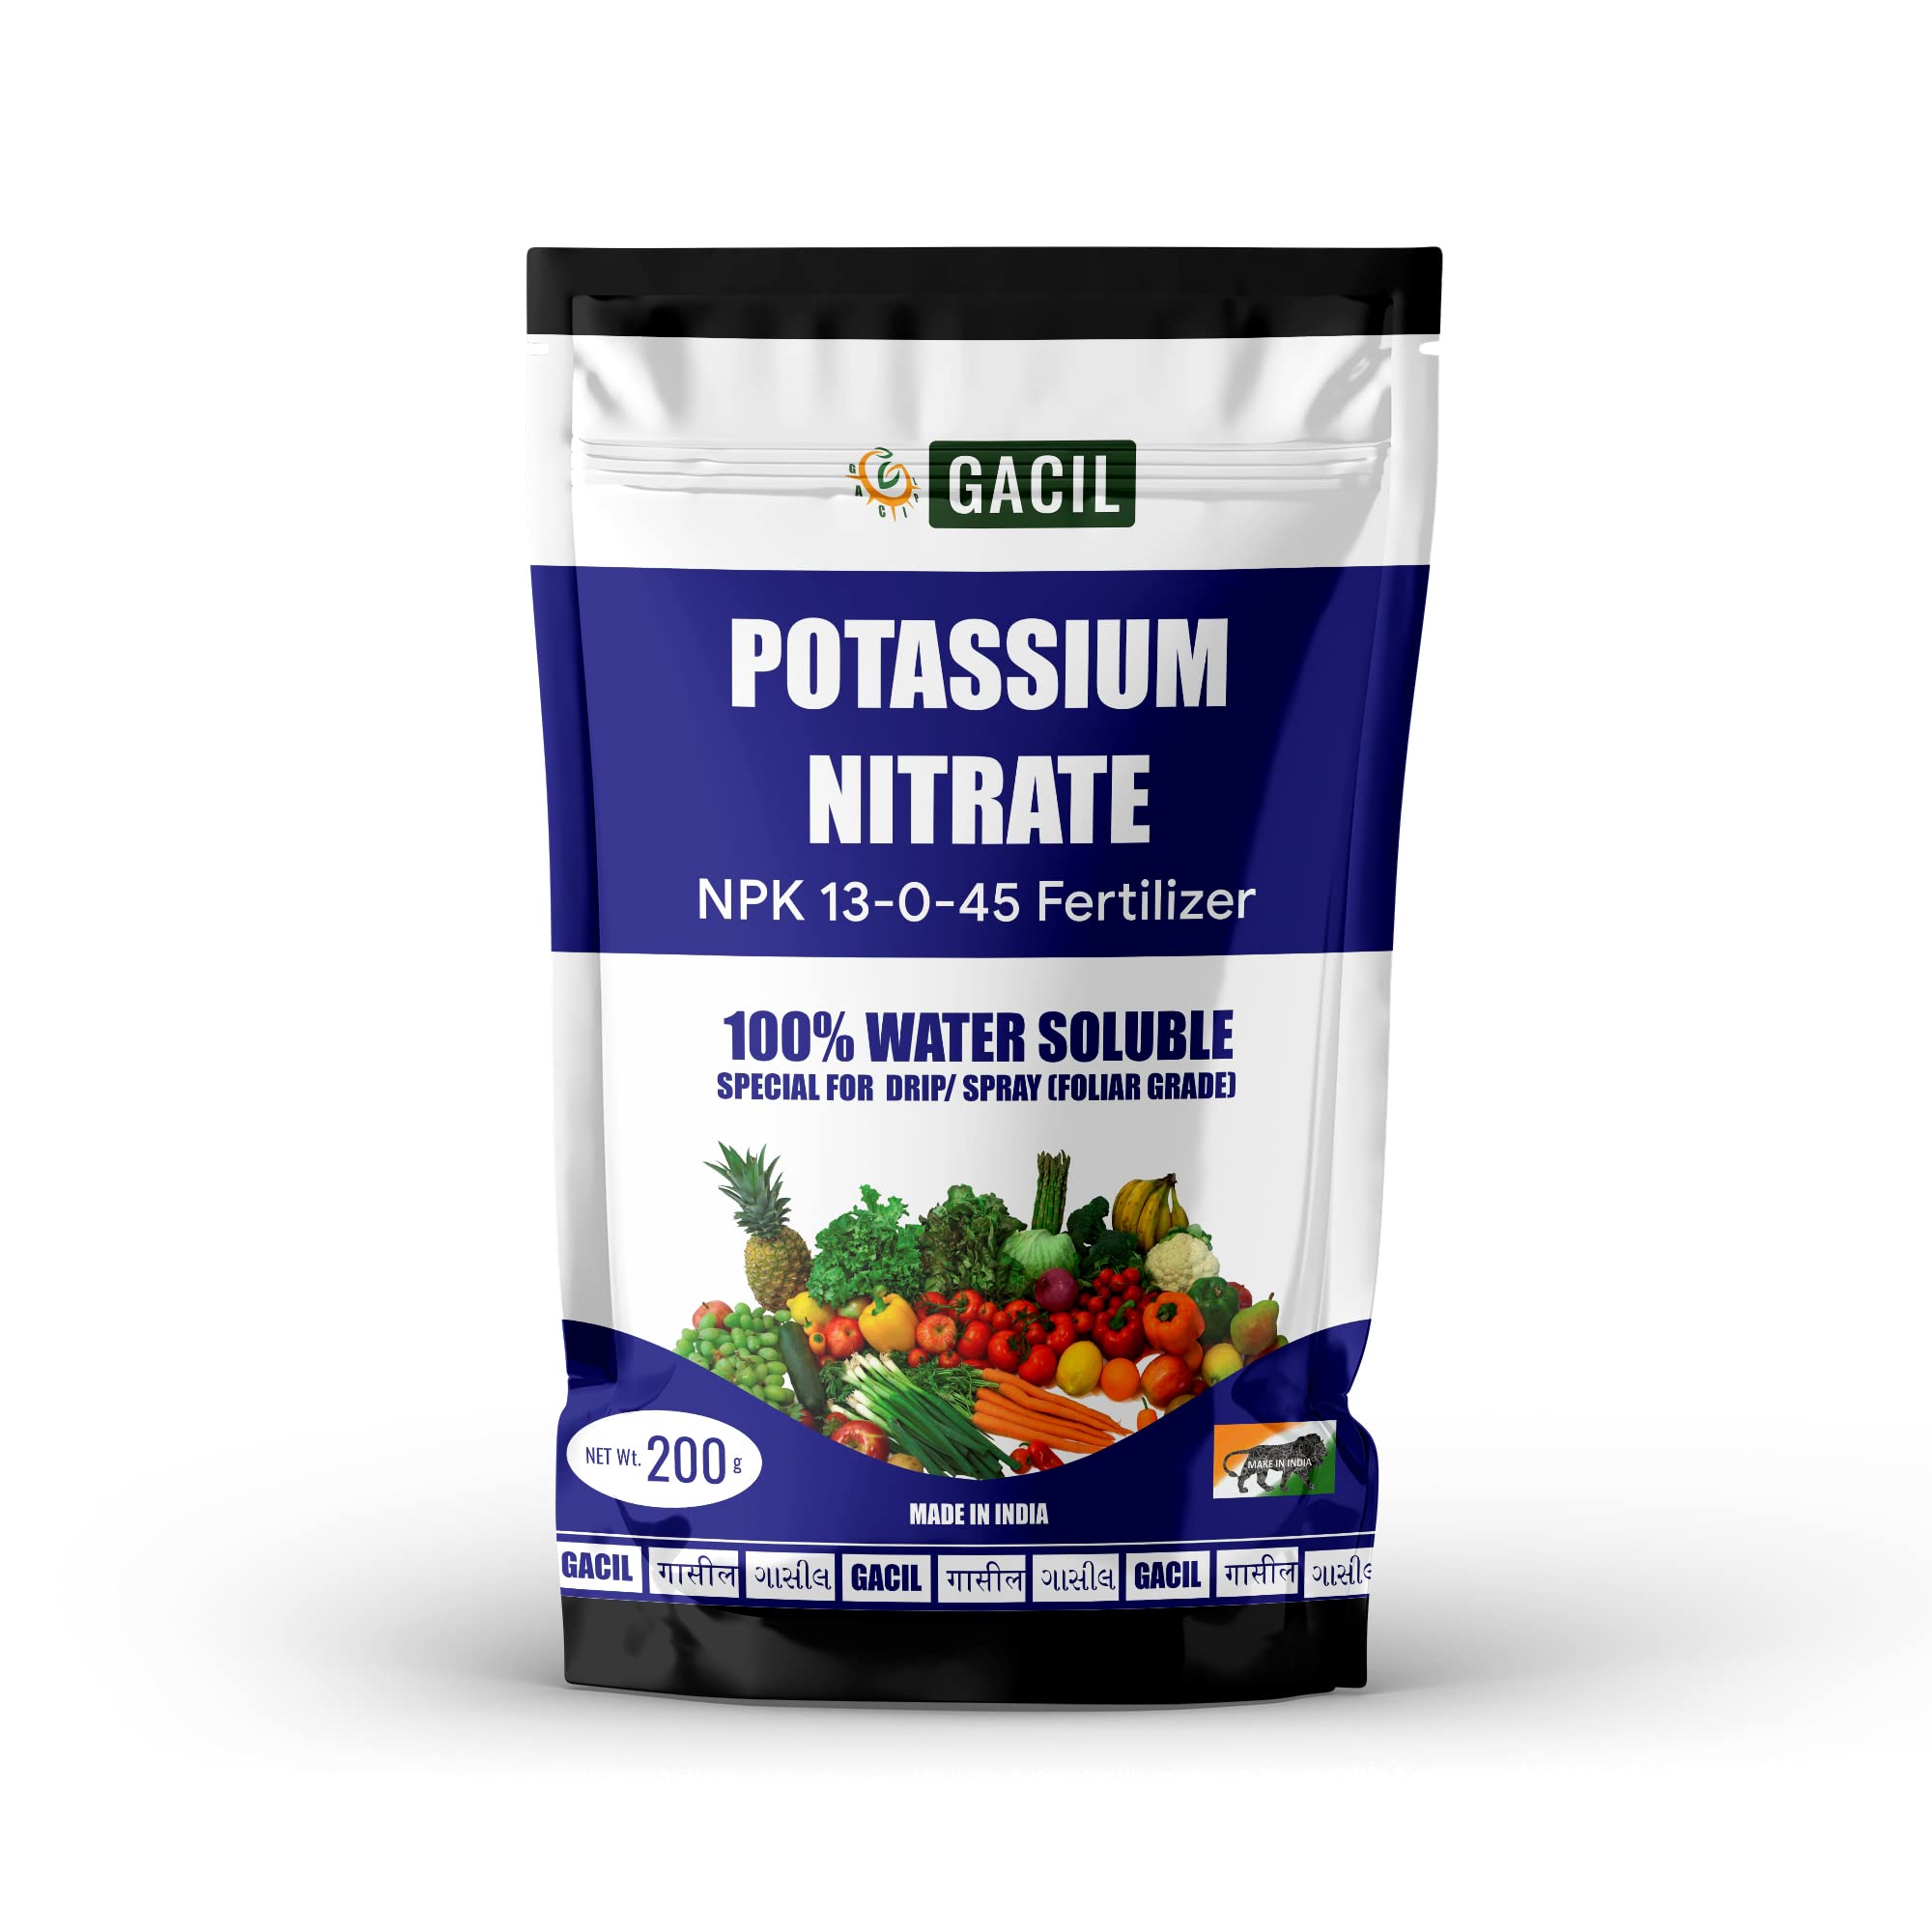 GACIL
GACIL
POTASSIUM
NITRATE
NPK 13-0-45 Fertilizer
100% WATER SOLUBLE
SPECIAL FOR DRIP/ SPRAY (FOLIAR GRADE)
NET Wt. 200 g
MAKE IN INDIA
MADE IN INDIA
GACIL गासील ગાસીલ GACIL गासील ગાસીલ GACIL गासील ગાસીલ